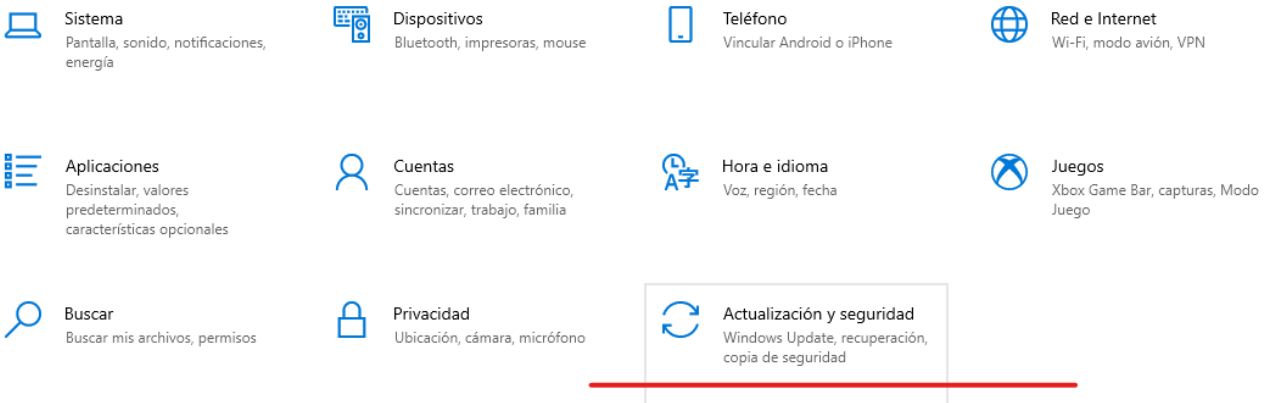 Sistema
Pantalla, sonido, notificaciones,
energía
Dispositivos
Bluetooth, impresoras, mouse
Teléfono
Vincular Android o iPhone
Red e Internet
Wi-Fi, modo avión, VPN
Aplicaciones
Desinstalar, valores
predeterminados,
características opcionales
Cuentas
Cuentas, correo electrónico,
sincronizar, trabajo, familia
Hora e idioma
Voz, región, fecha
Juegos
Xbox Game Bar, capturas, Modo
Juego
Buscar
Buscar mis archivos, permisos
Privacidad
Ubicación, cámara, micrófono
Actualización y seguridad
Windows Update, recuperación,
copia de seguridad